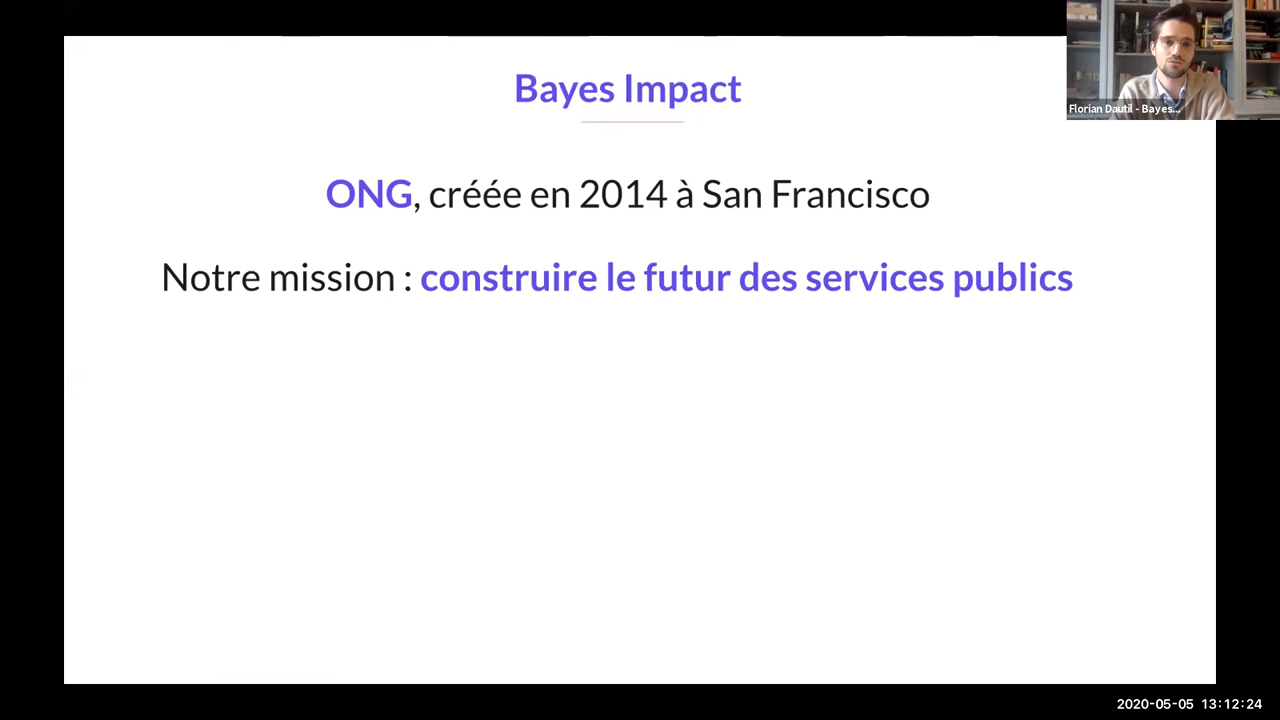 Bayes Impact
Florian Dautil - Bayes...
ONG, créée en 2014 à San Francisco
Notre mission : construire le futur des services publics
2020-05-05 13:12:24